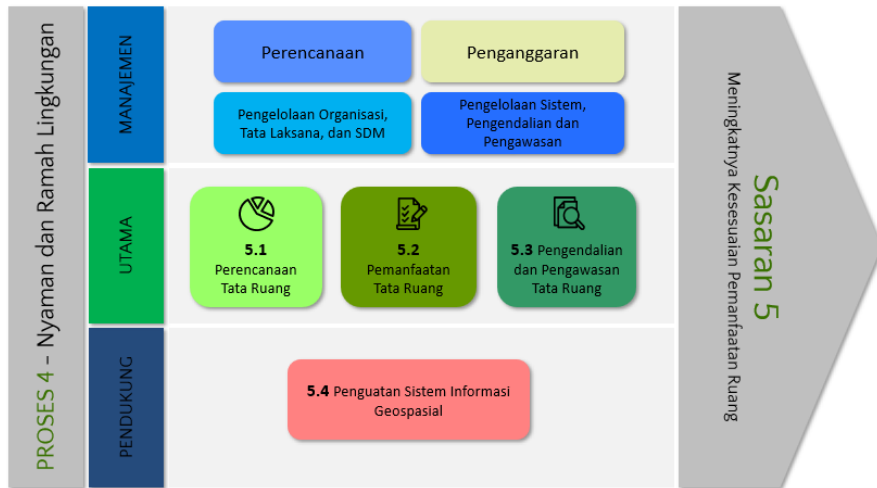 PROSES 4 – Nyaman dan Ramah Lingkungan
MANAJEMEN
Perencanaan
Penganggaran
Pengelolaan Organisasi,
Tata Laksana, dan SDM
Pengelolaan Sistem,
Pengendalian dan
Pengawasan
UTAMA
5.1
Perencanaan
Tata Ruang
5.2
Pemanfaatan
Tata Ruang
5.3 Pengendalian
dan Pengawasan
Tata Ruang
PENDUKUNG
5.4 Penguatan Sistem Informasi
Geospasial
Sasaran 5
Meningkatnya Kesesuaian Pemanfaatan Ruang